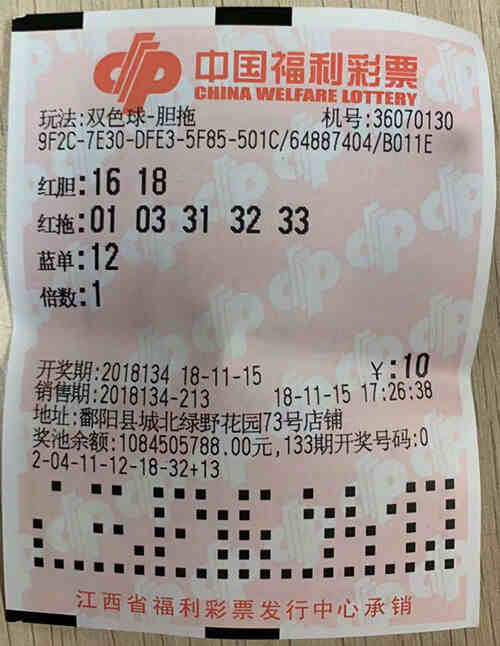 中国福利彩票
CHINA WELFARE LOTTERY
玩法:双色球-胆拖 机号:36070130
9F2C-7E30-DFE3-5F85-501C/64887404/B011E
红胆:16 18
红拖:01 03 31 32 33
蓝单:12
倍数:1
开奖期:2018134 18-11-15 ¥:10
销售期:2018134-213 18-11-15 17:26:38
地址:鄱阳县城北绿野花园73号店铺
奖池余额:1084505788.00元,133期开奖号码:0
2-04-11-12-18-32+13
江西省福利彩票发行中心承销